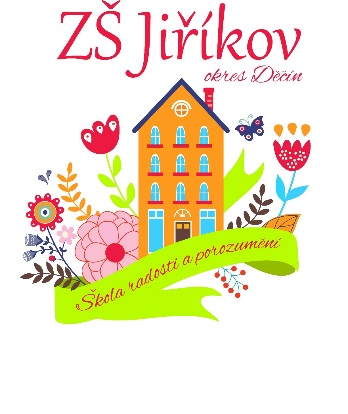 ZŠ Jiříkov
okres Děčín
Škola radosti a porozumění